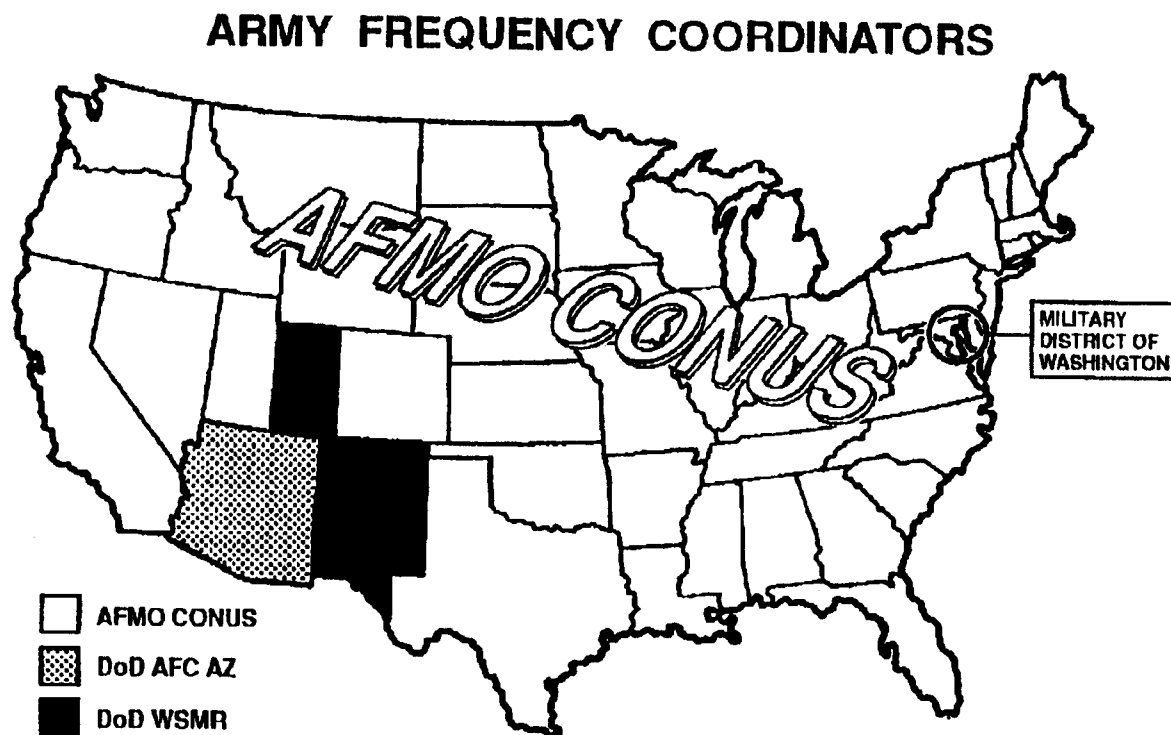 ARMY FREQUENCY COORDINATORS
AFMO CONUS
MILITARY
DISTRICT OF
WASHINGTON
AFMO CONUS
DoD AFC AZ
DoD WSMR